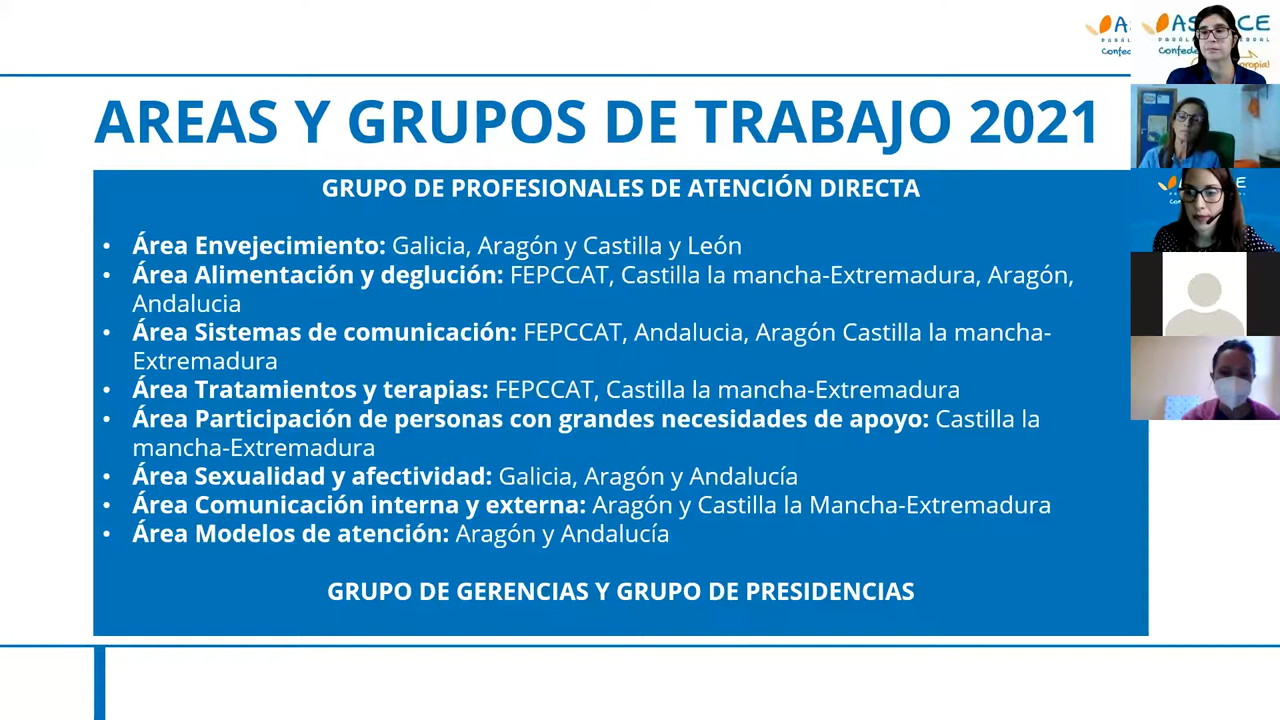 AREAS Y GRUPOS DE TRABAJO 2021
GRUPO DE PROFESIONALES DE ATENCIÓN DIRECTA
• Área Envejecimiento: Galicia, Aragón y Castilla y León
• Área Alimentación y deglución: FEPCCAT, Castilla la mancha-Extremadura, Aragón,
Andalucia
• Área Sistemas de comunicación: FEPCCAT, Andalucia, Aragón Castilla la mancha-
Extremadura
• Área Tratamientos y terapias: FEPCCAT, Castilla la mancha-Extremadura
• Área Participación de personas con grandes necesidades de apoyo: Castilla la
mancha-Extremadura
• Área Sexualidad y afectividad: Galicia, Aragón y Andalucía
• Área Comunicación interna y externa: Aragón y Castilla la Mancha-Extremadura
• Área Modelos de atención: Aragón y Andalucía
GRUPO DE GERENCIAS Y GRUPO DE PRESIDENCIAS